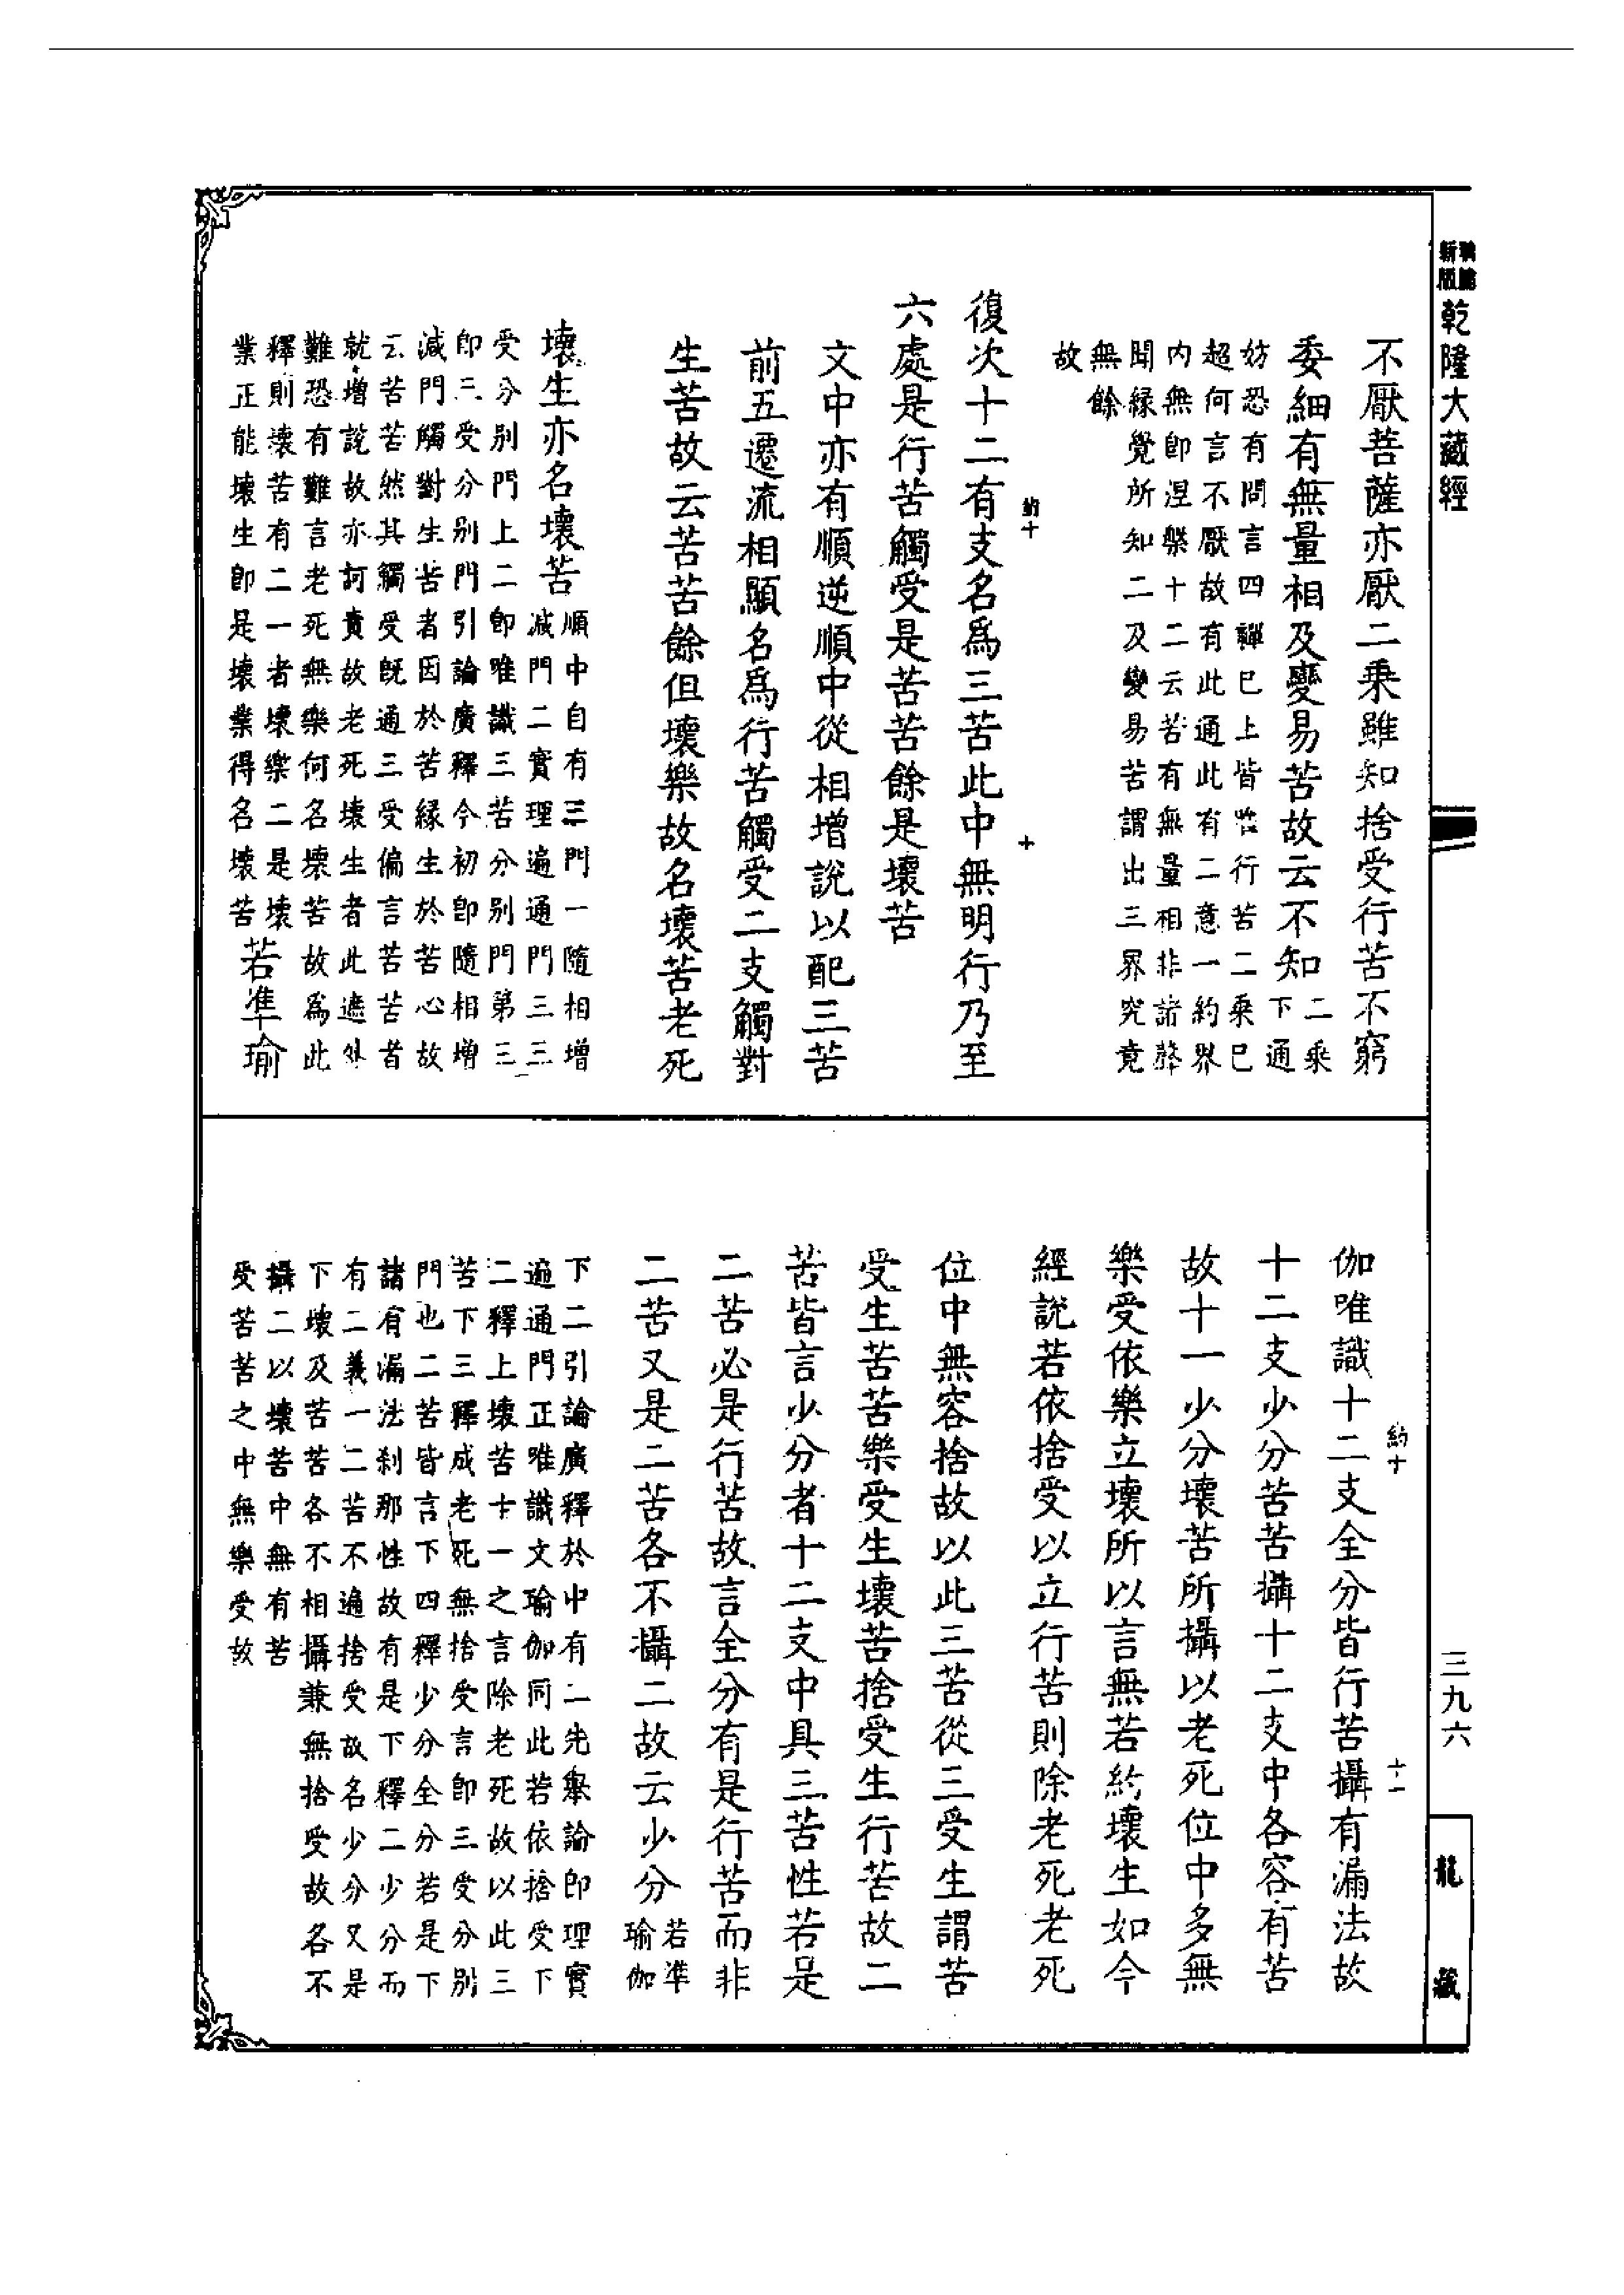 新版
乾隆大藏經
不厭菩薩亦厭二乘雖知捨受行苦不窮
委細有無量相及變易苦故云不知二乘
下通
妨恐有問言四禪已上皆唯行苦二乘已
超何言不厭故有此通此有二意一約界
內無即涅槃十二云苦有無量相非諸聲
聞緣覺所知二及變易苦謂出三界究竟
無餘
故
約十
十
復次十二有支名爲三苦此中無明行乃至
六處是行苦觸受是苦苦餘是壞苦
文中亦有順逆順中從相增說以配三苦
前五遷流相顯名爲行苦觸受二支觸對
生苦故云苦苦餘但壞樂故名壞苦老死
壞生亦名壞苦
順中自有三門一隨相增
減門二實理遍通門三三
受分別門上二即唯識三苦分別門第三
即三受分別門引論廣釋今初即隨相增
減門觸對生苦者因於苦緣生於苦心故
云苦苦然其觸受既通三受偏言苦苦者
就增說故亦訶責故老死壞生者此遮外
難恐有難言老死無樂何名壞苦故爲此
釋則壞苦有二一者壞樂二是壞
業正能壞生即是壞業得名壞苦
若準瑜
伽唯識十二支全分皆行苦攝有漏法故
約十
十一
十二支少分苦苦攝十二支中各容有苦
故十一少分壞苦所攝以老死位中多無
樂受依樂立壞所以言無若約壞生如今
經說若依捨受以立行苦則除老死老死
位中無容捨故以此三苦從三受生謂苦
受生苦苦樂受生壞苦捨受生行苦故二
苦皆言少分者十二支中具三苦性若是
二苦必是行苦故言全分有是行苦而非
二苦又是二苦各不攝二故云少分
若準
瑜伽
下二引論廣釋於中有二先舉論即理實
遍通門正唯識文瑜伽同此若依捨受下
二釋上壞苦十一之言除老死故以此三
苦下三釋成老死無捨受言即三受分別
門也二苦皆言下四釋少分全分若是下
諸有漏法刹那性故有是下釋二少分而
有二義一二苦不遍捨受故名少分又是
下壞及苦苦各不相攝兼無捨受故各不
攝二以壞苦中無有苦
受苦苦之中無樂受故
三九六
龍藏